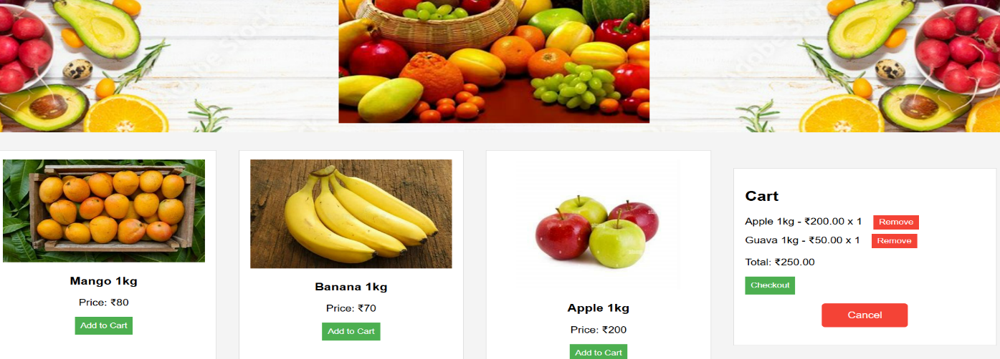 Mango 1kg
Price: ₹80
Add to Cart
Banana 1kg
Price: ₹70
Add to Cart
Apple 1kg
Price: ₹200
Add to Cart
Cart
Apple 1kg - ₹200.00 x 1 Remove
Guava 1kg - ₹50.00 x 1 Remove
Total: ₹250.00
Checkout
Cancel